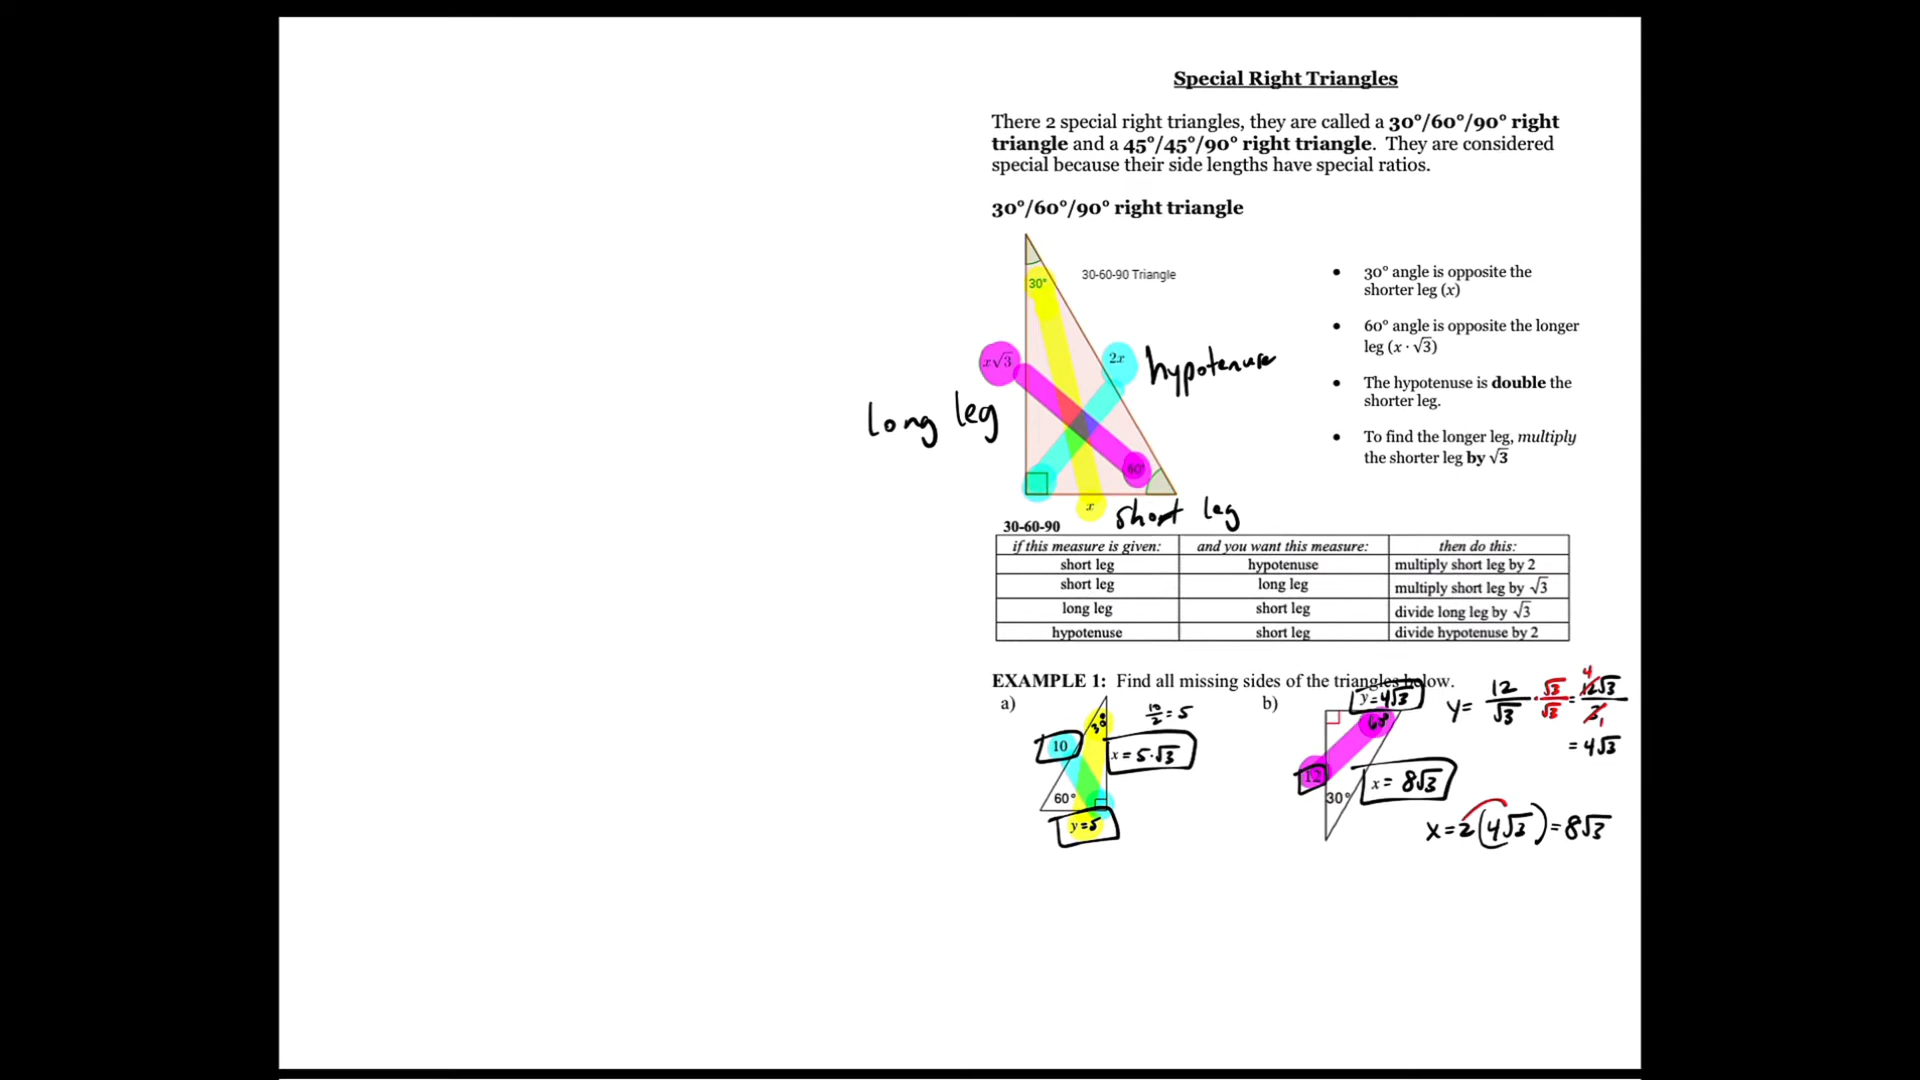 Special Right Triangles
There 2 special right triangles, they are called a 30°/60°/90° right
triangle and a 45°/45°/90° right triangle. They are considered
special because their side lengths have special ratios.
30°/60°/90° right triangle
30-60-90 Triangle
30°
x√3
2x
hypotenuse
long leg
60°
x
short leg
• 30° angle is opposite the
shorter leg (x)
• 60° angle is opposite the longer
leg (x · √3)
• The hypotenuse is double the
shorter leg.
• To find the longer leg, multiply
the shorter leg by √3
30-60-90
if this measure is given: and you want this measure: then do this:
short leg hypotenuse multiply short leg by 2
short leg long leg multiply short leg by √3
long leg short leg divide long leg by √3
hypotenuse short leg divide hypotenuse by 2
EXAMPLE 1: Find all missing sides of the triangles below.
a)
30°
10/2 = 5
10
x = 5·√3
60°
y = 5
b)
y = 4√3
60°
12
x = 8√3
30°
y = 12/√3 · √3/√3 = 12√3/3
4
1
= 4√3
x = 2(4√3) = 8√3